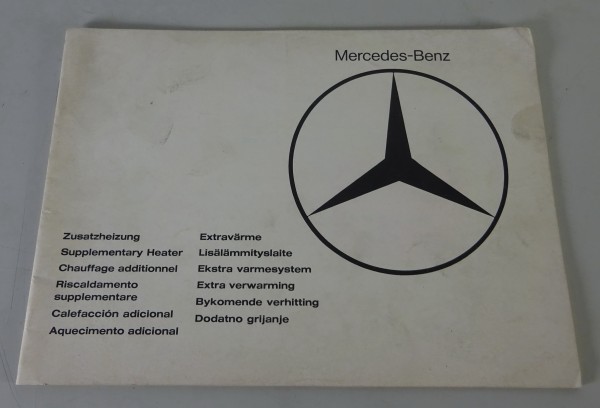 Mercedes-Benz
Zusatzheizung
Supplementary Heater
Chauffage additionnel
Riscaldamento
supplementare
Calefacción adicional
Aquecimento adicional
Extravärme
Lisälämmityslaite
Ekstra varmesystem
Extra verwarming
Bykomende verhitting
Dodatno grijanje